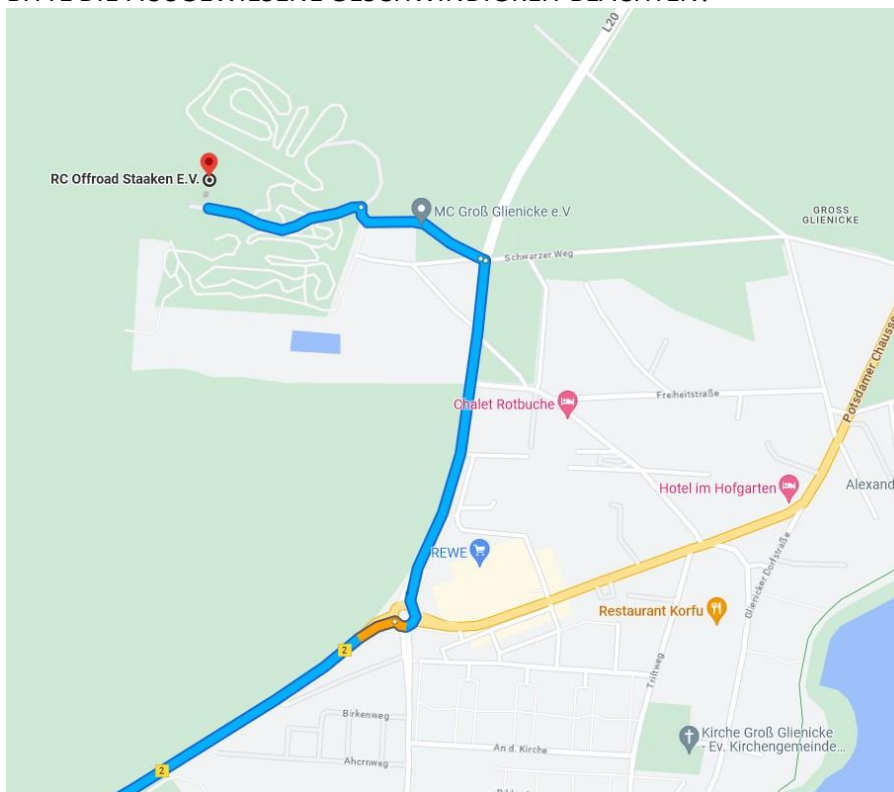 L20
RC Offroad Staaken E.V.
MC Groß Glienicke e.V
GROSS
GLIENICKE
Schwarzer Weg
Potsdamer Chausse
Freiheitstraße
Chalet Rotbuche
Hotel im Hofgarten
Alexand
REWE
Glienicker Dorfstraße
Restaurant Korfu
2
Triftweg
Birkenweg
Kirche Groß Glienicke
- Ev. Kirchengemeinde...
An d. Kirche
Ahornweg
2